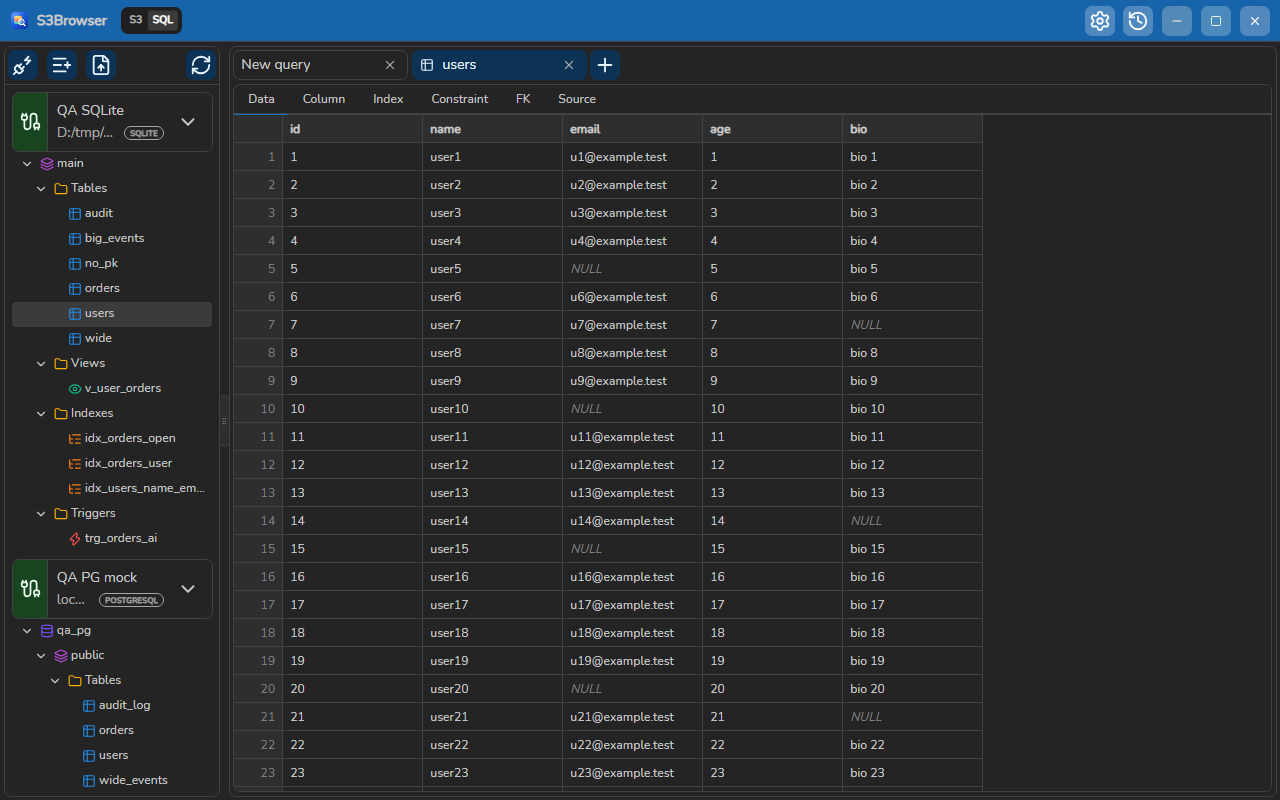 S3Browser S3 SQL
New query users
QA SQLite
D:/tmp/... SQLITE
main
Tables
audit
big_events
no_pk
orders
users
wide
Views
v_user_orders
Indexes
idx_orders_open
idx_orders_user
idx_users_name_em...
Triggers
trg_orders_ai
QA PG mock
loc... POSTGRESQL
qa_pg
public
Tables
audit_log
orders
users
wide_events
Data Column Index Constraint FK Source
id name email age bio
1 1 user1 u1@example.test 1 bio 1
2 2 user2 u2@example.test 2 bio 2
3 3 user3 u3@example.test 3 bio 3
4 4 user4 u4@example.test 4 bio 4
5 5 user5 NULL 5 bio 5
6 6 user6 u6@example.test 6 bio 6
7 7 user7 u7@example.test 7 NULL
8 8 user8 u8@example.test 8 bio 8
9 9 user9 u9@example.test 9 bio 9
10 10 user10 NULL 10 bio 10
11 11 user11 u11@example.test 11 bio 11
12 12 user12 u12@example.test 12 bio 12
13 13 user13 u13@example.test 13 bio 13
14 14 user14 u14@example.test 14 NULL
15 15 user15 NULL 15 bio 15
16 16 user16 u16@example.test 16 bio 16
17 17 user17 u17@example.test 17 bio 17
18 18 user18 u18@example.test 18 bio 18
19 19 user19 u19@example.test 19 bio 19
20 20 user20 NULL 20 bio 20
21 21 user21 u21@example.test 21 NULL
22 22 user22 u22@example.test 22 bio 22
23 23 user23 u23@example.test 23 bio 23